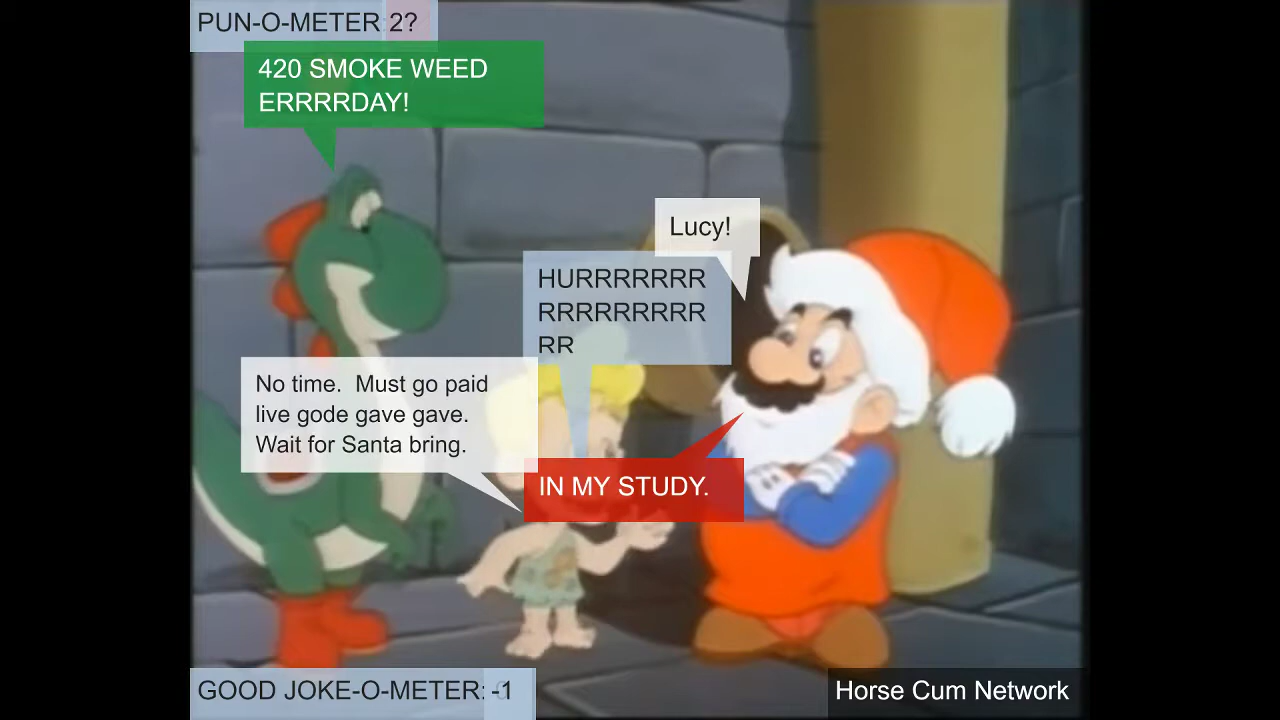 PUN-O-METER 2?
420 SMOKE WEED
ERRRRDAY!
Lucy!
HURRRRRRR
RRRRRRRRR
RR
No time.  Must go paid
live gode gave gave.
Wait for Santa bring.
IN MY STUDY.
GOOD JOKE-O-METER: -1
Horse Cum Network